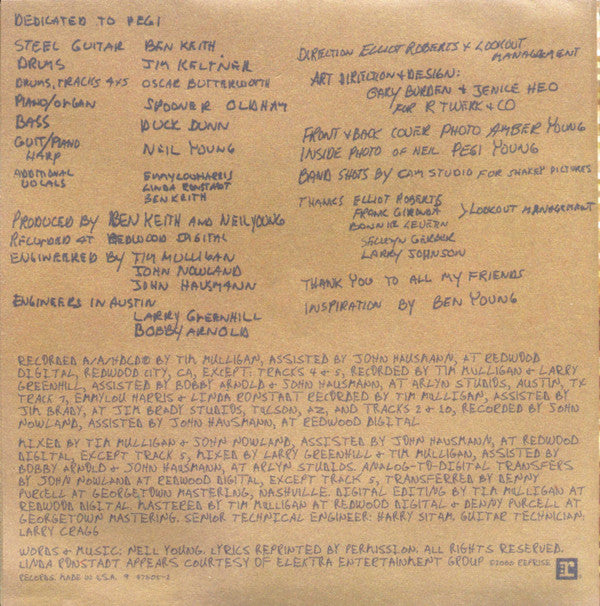 DEDICATED TO PEGI
STEEL GUITAR BEN KEITH
DRUMS JIM KELTNER
DRUMS, TRACKS 4&5 OSCAR BUTTERWORTH
PIANO/ORGAN SPOONER OLDHAM
BASS DUCK DUNN
GUIT/PIANO NEIL YOUNG
HARP
ADDITIONAL EMMYLOU HARRIS
VOCALS LINDA RONSTADT
BEN KEITH
PRODUCED BY BEN KEITH AND NEIL YOUNG
RECORDED AT REDWOOD DIGITAL
ENGINEERED BY TIM MULLIGAN
JOHN NOWLAND
JOHN HAUSMANN
ENGINEERS IN AUSTIN
LARRY GREENHILL
BOBBY ARNOLD
DIRECTION ELLIOT ROBERTS & LOOKOUT
MANAGEMENT
ART DIRECTION & DESIGN:
GARY BURDEN & JENICE HEO
FOR R TWERK & CO
FRONT & BACK COVER PHOTO AMBER YOUNG
INSIDE PHOTO OF NEIL PEGI YOUNG
BAND SHOTS BY CAM STUDIO FOR SHAKEY PICTURES
THANKS ELLIOT ROBERTS
FRANK GIRONDA > LOOKOUT MANAGEMENT
BONNIE LEVETIN
GERBER
LARRY JOHNSON
THANK YOU TO ALL MY FRIENDS
INSPIRATION BY BEN YOUNG
RECORDED A/A/HDCD® BY TIM MULLIGAN, ASSISTED BY JOHN HAUSMANN, AT REDWOOD
DIGITAL, REDWOOD CITY, CA, EXCEPT: TRACKS 4 & 5, RECORDED BY TIM MULLIGAN & LARRY
GREENHILL, ASSISTED BY BOBBY ARNOLD & JOHN HAUSMANN, AT ARLYN STUDIOS, AUSTIN, TX
TRACK 7, EMMYLOU HARRIS & LINDA RONSTADT RECORDED BY TIM MULLIGAN, ASSISTED BY
JIM BRADY, AT JIM BRADY STUDIOS, TUCSON, AZ, AND TRACKS 2 & 10, RECORDED BY JOHN
NOWLAND, ASSISTED BY JOHN HAUSMANN, AT REDWOOD DIGITAL
MIXED BY TIM MULLIGAN & JOHN NOWLAND, ASSISTED BY JOHN HAUSMANN, AT REDWOOD
DIGITAL, EXCEPT TRACK 5, MIXED BY LARRY GREENHILL & TIM MULLIGAN, ASSISTED BY
BOBBY ARNOLD & JOHN HAUSMANN, AT ARLYN STUDIOS. ANALOG-TO-DIGITAL TRANSFERS
BY JOHN NOWLAND AT REDWOOD DIGITAL, EXCEPT TRACK 5, TRANSFERRED BY DENNY
PURCELL AT GEORGETOWN MASTERING, NASHVILLE. DIGITAL EDITING BY TIM MULLIGAN AT
REDWOOD DIGITAL. MASTERED BY TIM MULLIGAN AT REDWOOD DIGITAL & DENNY PURCELL AT
GEORGETOWN MASTERING. SENIOR TECHNICAL ENGINEER: HARRY SITAM. GUITAR TECHNICIAN:
LARRY CRAGG
WORDS & MUSIC: NEIL YOUNG. LYRICS REPRINTED BY PERMISSION. ALL RIGHTS RESERVED.
LINDA RONSTADT APPEARS COURTESY OF ELEKTRA ENTERTAINMENT GROUP ©2000 REPRISE
RECORDS. MADE IN U.S.A. 9 47305-2